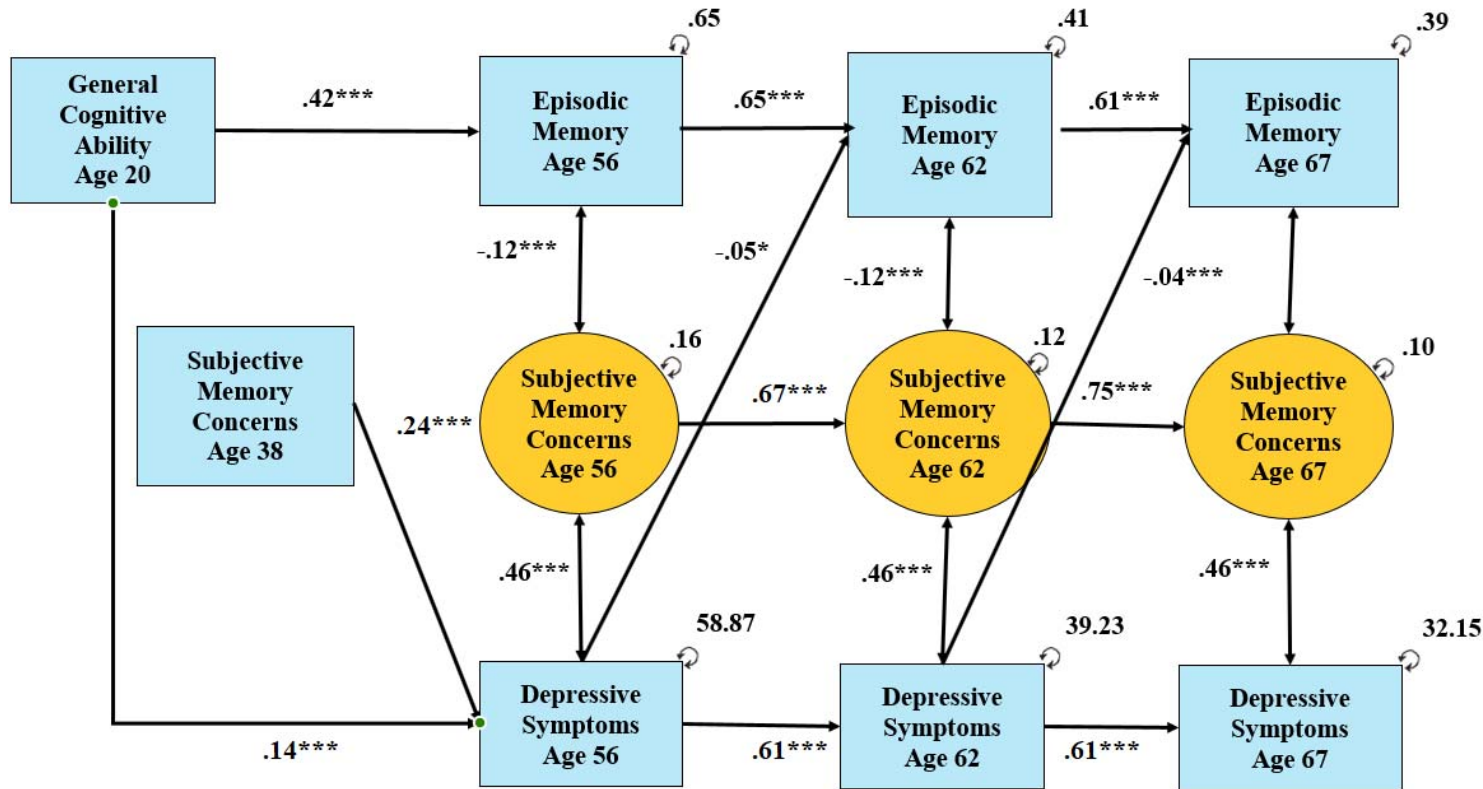 .65
.41
.39
General
Cognitive
Ability
Age 20
.42***
Episodic
Memory
Age 56
.65***
Episodic
Memory
Age 62
.61***
Episodic
Memory
Age 67
-.12***
-.05*
-.12***
-.04***
Subjective
Memory
Concerns
Age 38
.24***
.16
Subjective
Memory
Concerns
Age 56
.67***
.12
Subjective
Memory
Concerns
Age 62
.75***
.10
Subjective
Memory
Concerns
Age 67
.46***
.46***
.46***
58.87
39.23
32.15
.14***
Depressive
Symptoms
Age 56
.61***
Depressive
Symptoms
Age 62
.61***
Depressive
Symptoms
Age 67